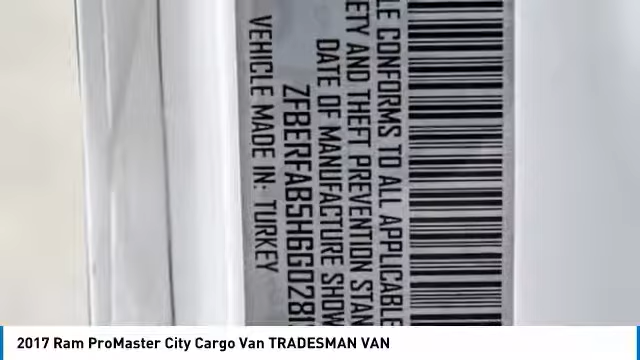 LE CONFORMS TO ALL APPLICABLE
ETY AND THEFT PREVENTION STAN
DATE OF MANUFACTURE SHOW
ZFBERFAB5H6G028
VEHICLE MADE IN: TURKEY
2017 Ram ProMaster City Cargo Van TRADESMAN VAN